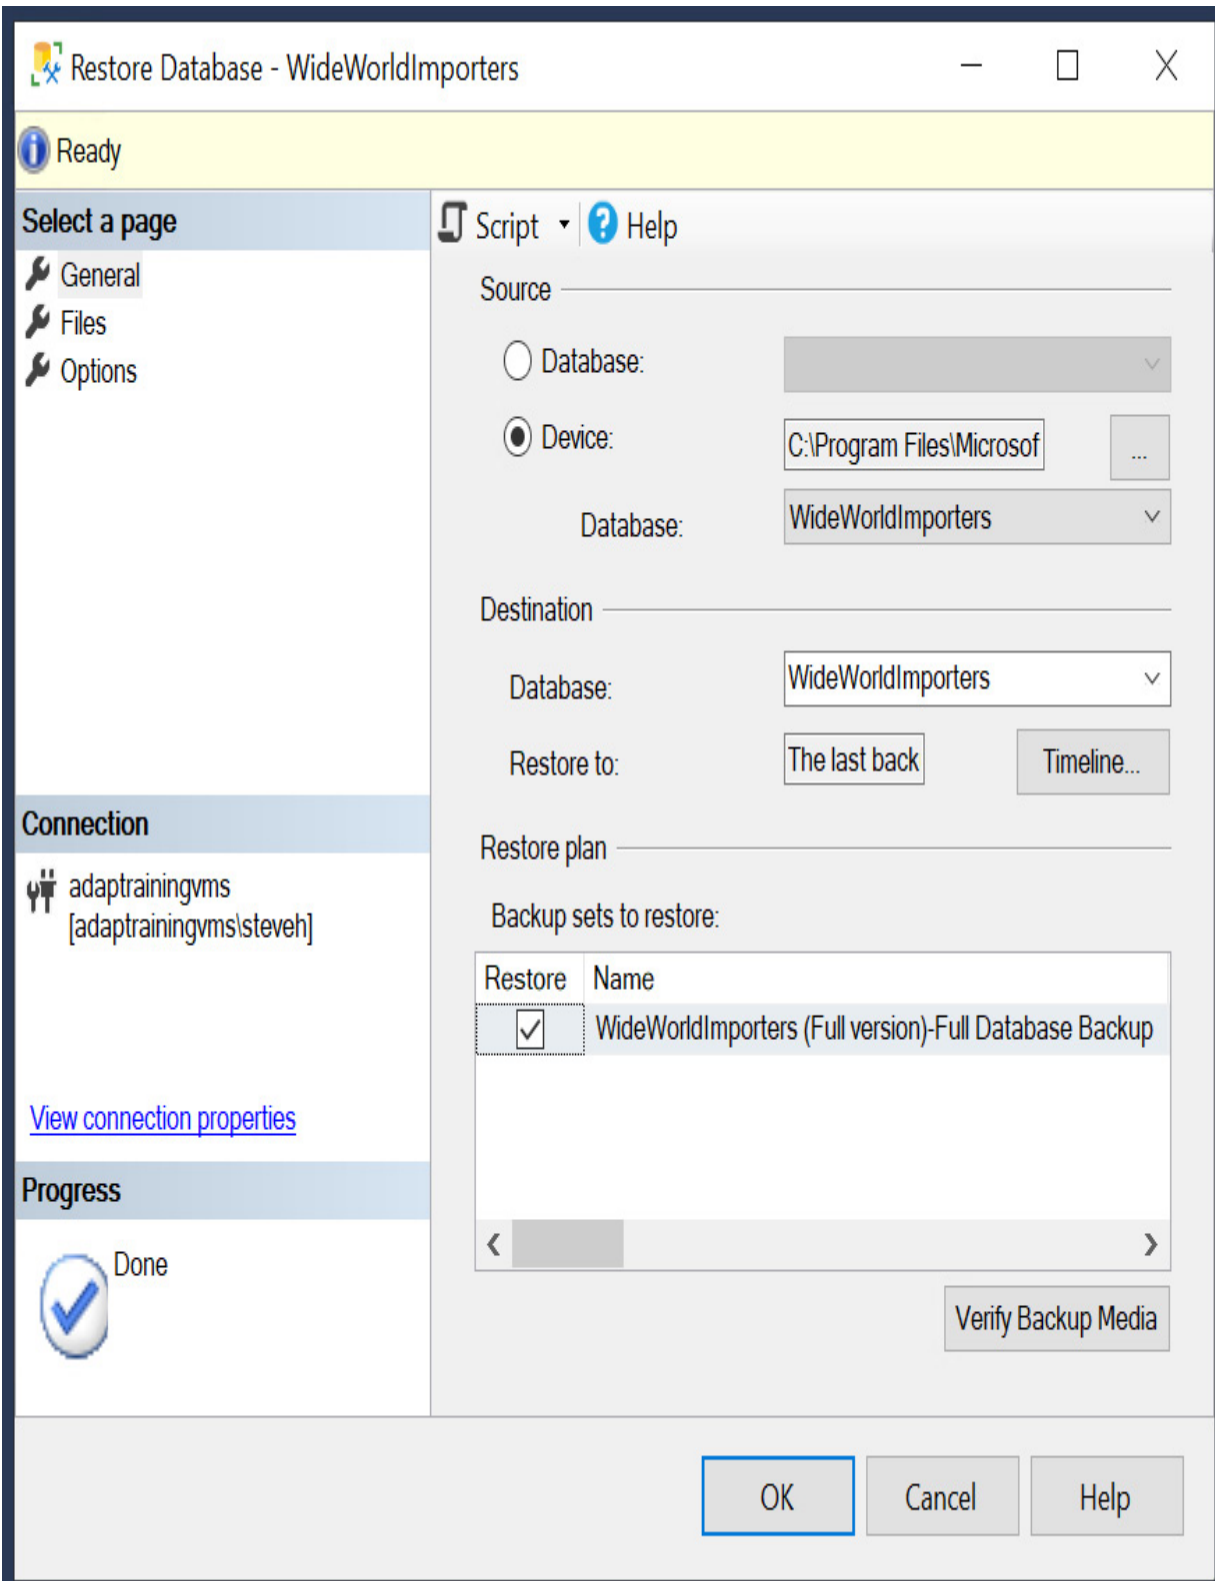 Restore Database - WideWorldImporters
Ready
Select a page
General
Files
Options
Connection
adaptrainingvms
[adaptrainingvms\steveh]
View connection properties
Progress
Done
Script Help
Source
Database:
Device: C:\Program Files\Microsof ...
Database: WideWorldImporters
Destination
Database: WideWorldImporters
Restore to: The last back Timeline...
Restore plan
Backup sets to restore:
Restore Name
WideWorldImporters (Full version)-Full Database Backup
Verify Backup Media
OK Cancel Help